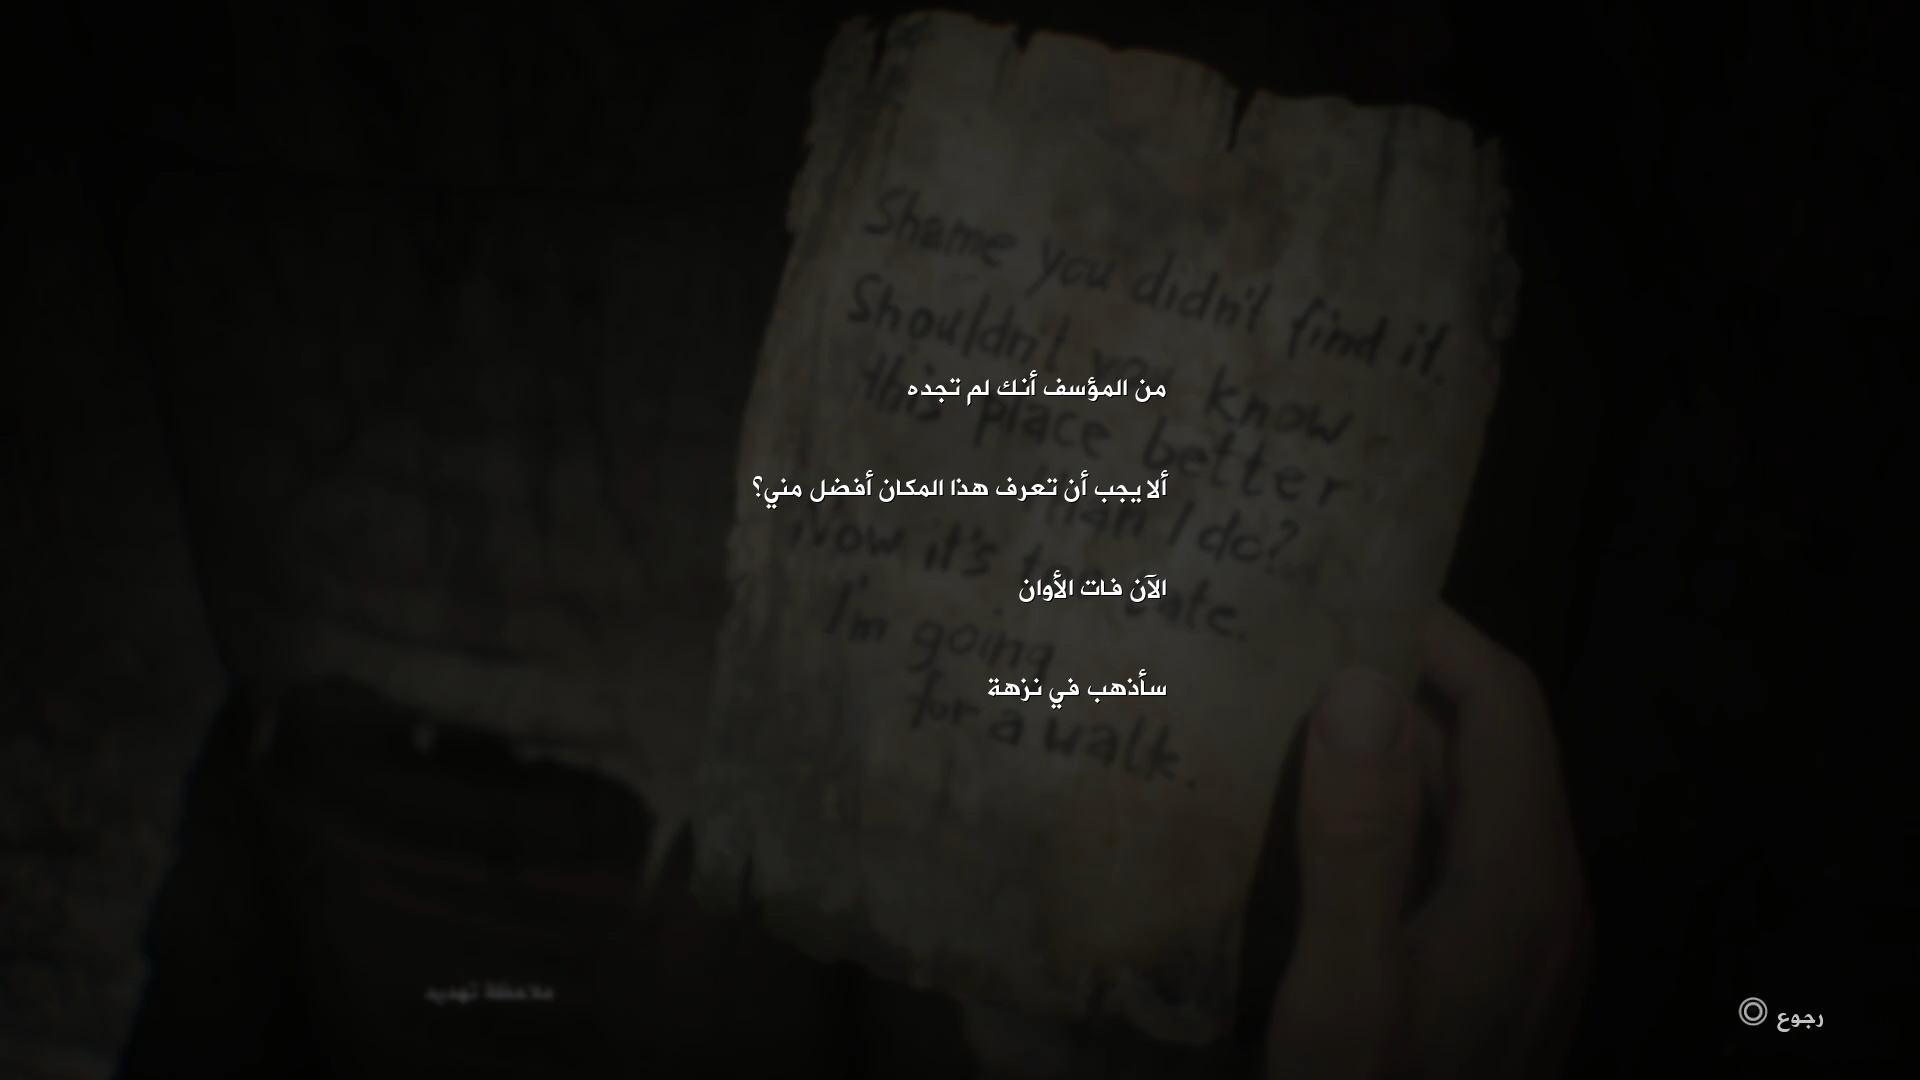 Shame you didn't find it.
Shouldn't you know
this place better
than I do?
Now it's too late.
I'm going
for a walk.
من المؤسف أنك لم تجده
ألا يجب أن تعرف هذا المكان أفضل مني؟
الآن فات الأوان
سأذهب في نزهة
ملاحظة تهديد
رجوع